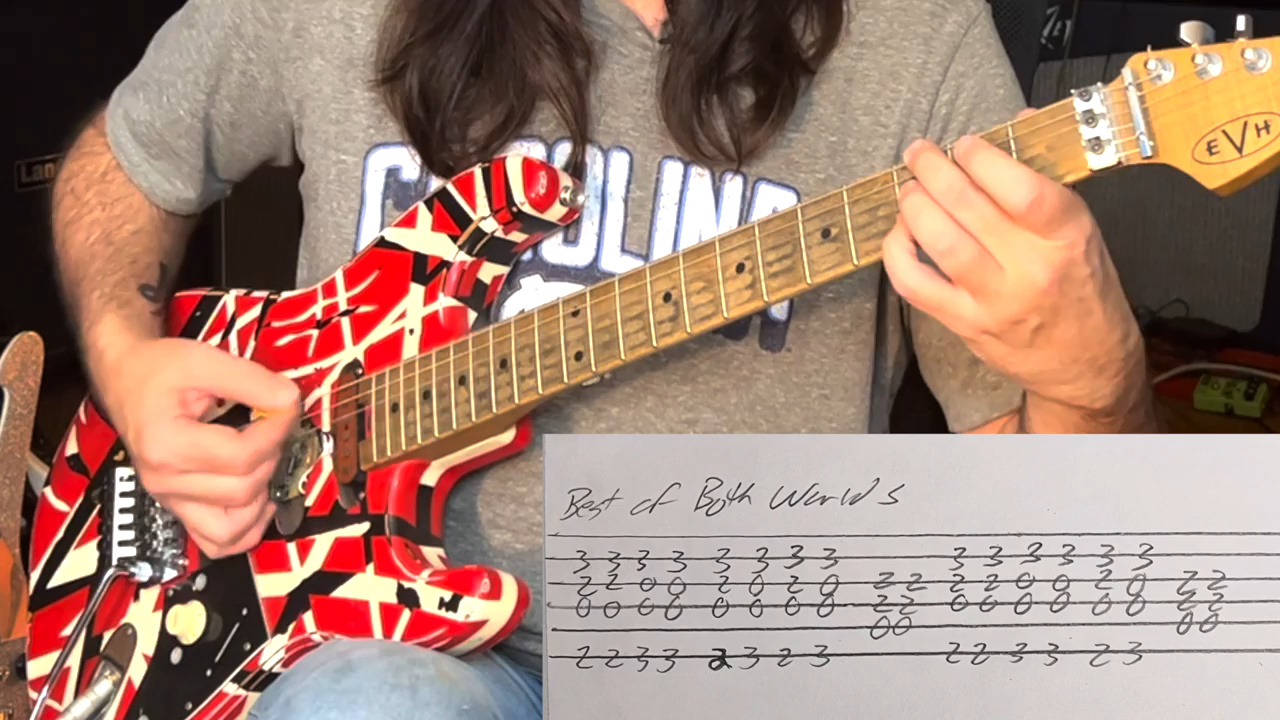 Lan
CAROLINA
EVH
Best of Both Worlds
3 3 3 3 3 3 3 3 3 3 3 3 3 3
2 2 0 0 2 0 2 0 2 2 2 2 0 0 2 0 2 2
0 0 0 0 0 0 0 0 2 2 0 0 0 0 0 0 2 2
0 0 0 0
2 2 3 3 2 3 2 3 2 2 3 3 2 3